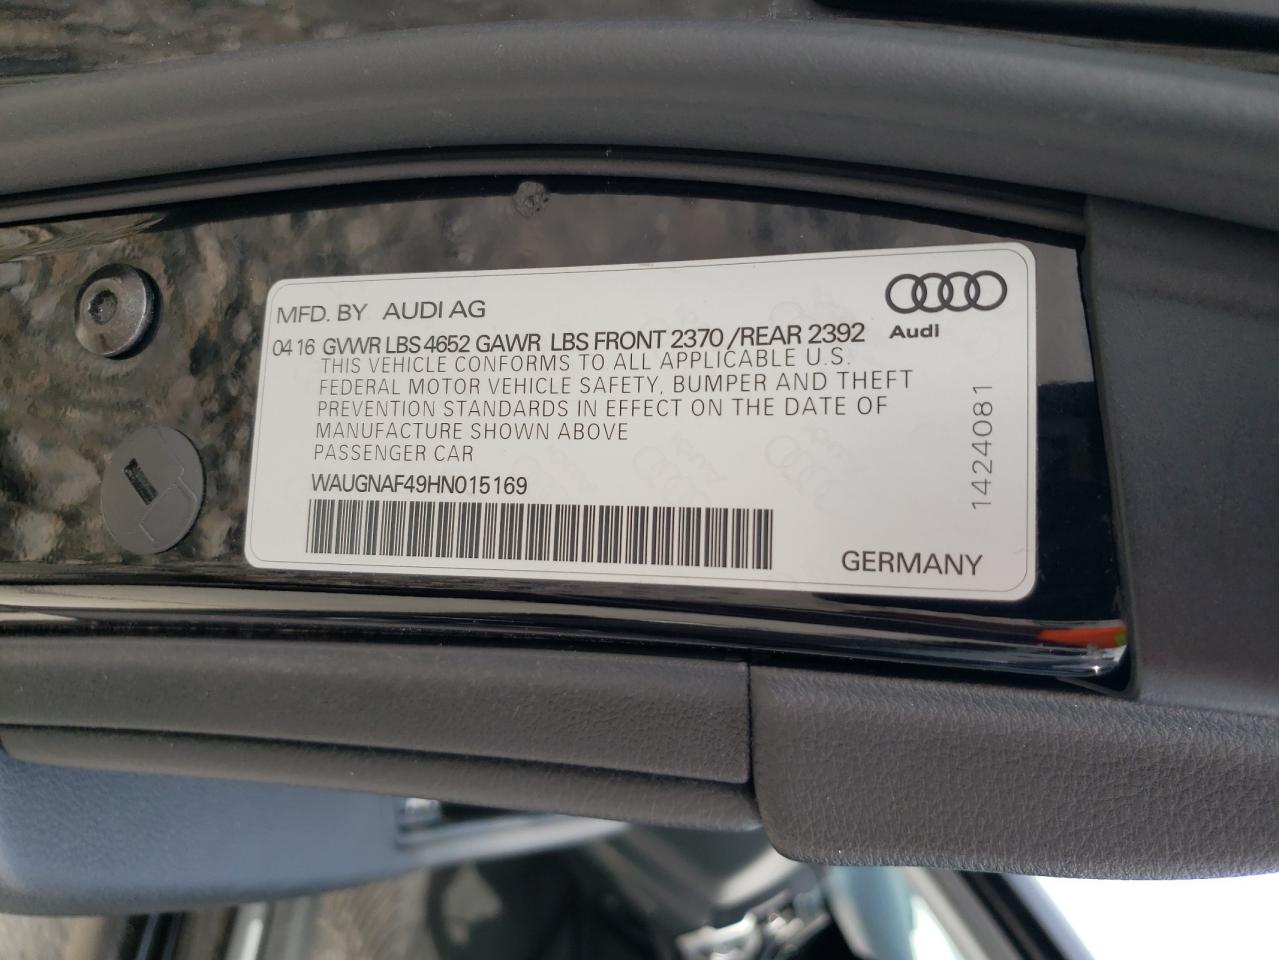 MFD. BY AUDI AG
04 16 GVWR LBS 4652 GAWR LBS FRONT 2370 /REAR 2392
Audi
THIS VEHICLE CONFORMS TO ALL APPLICABLE U.S.
FEDERAL MOTOR VEHICLE SAFETY, BUMPER AND THEFT
PREVENTION STANDARDS IN EFFECT ON THE DATE OF
MANUFACTURE SHOWN ABOVE
PASSENGER CAR
WAUGNAF49HN015169
1424081
GERMANY